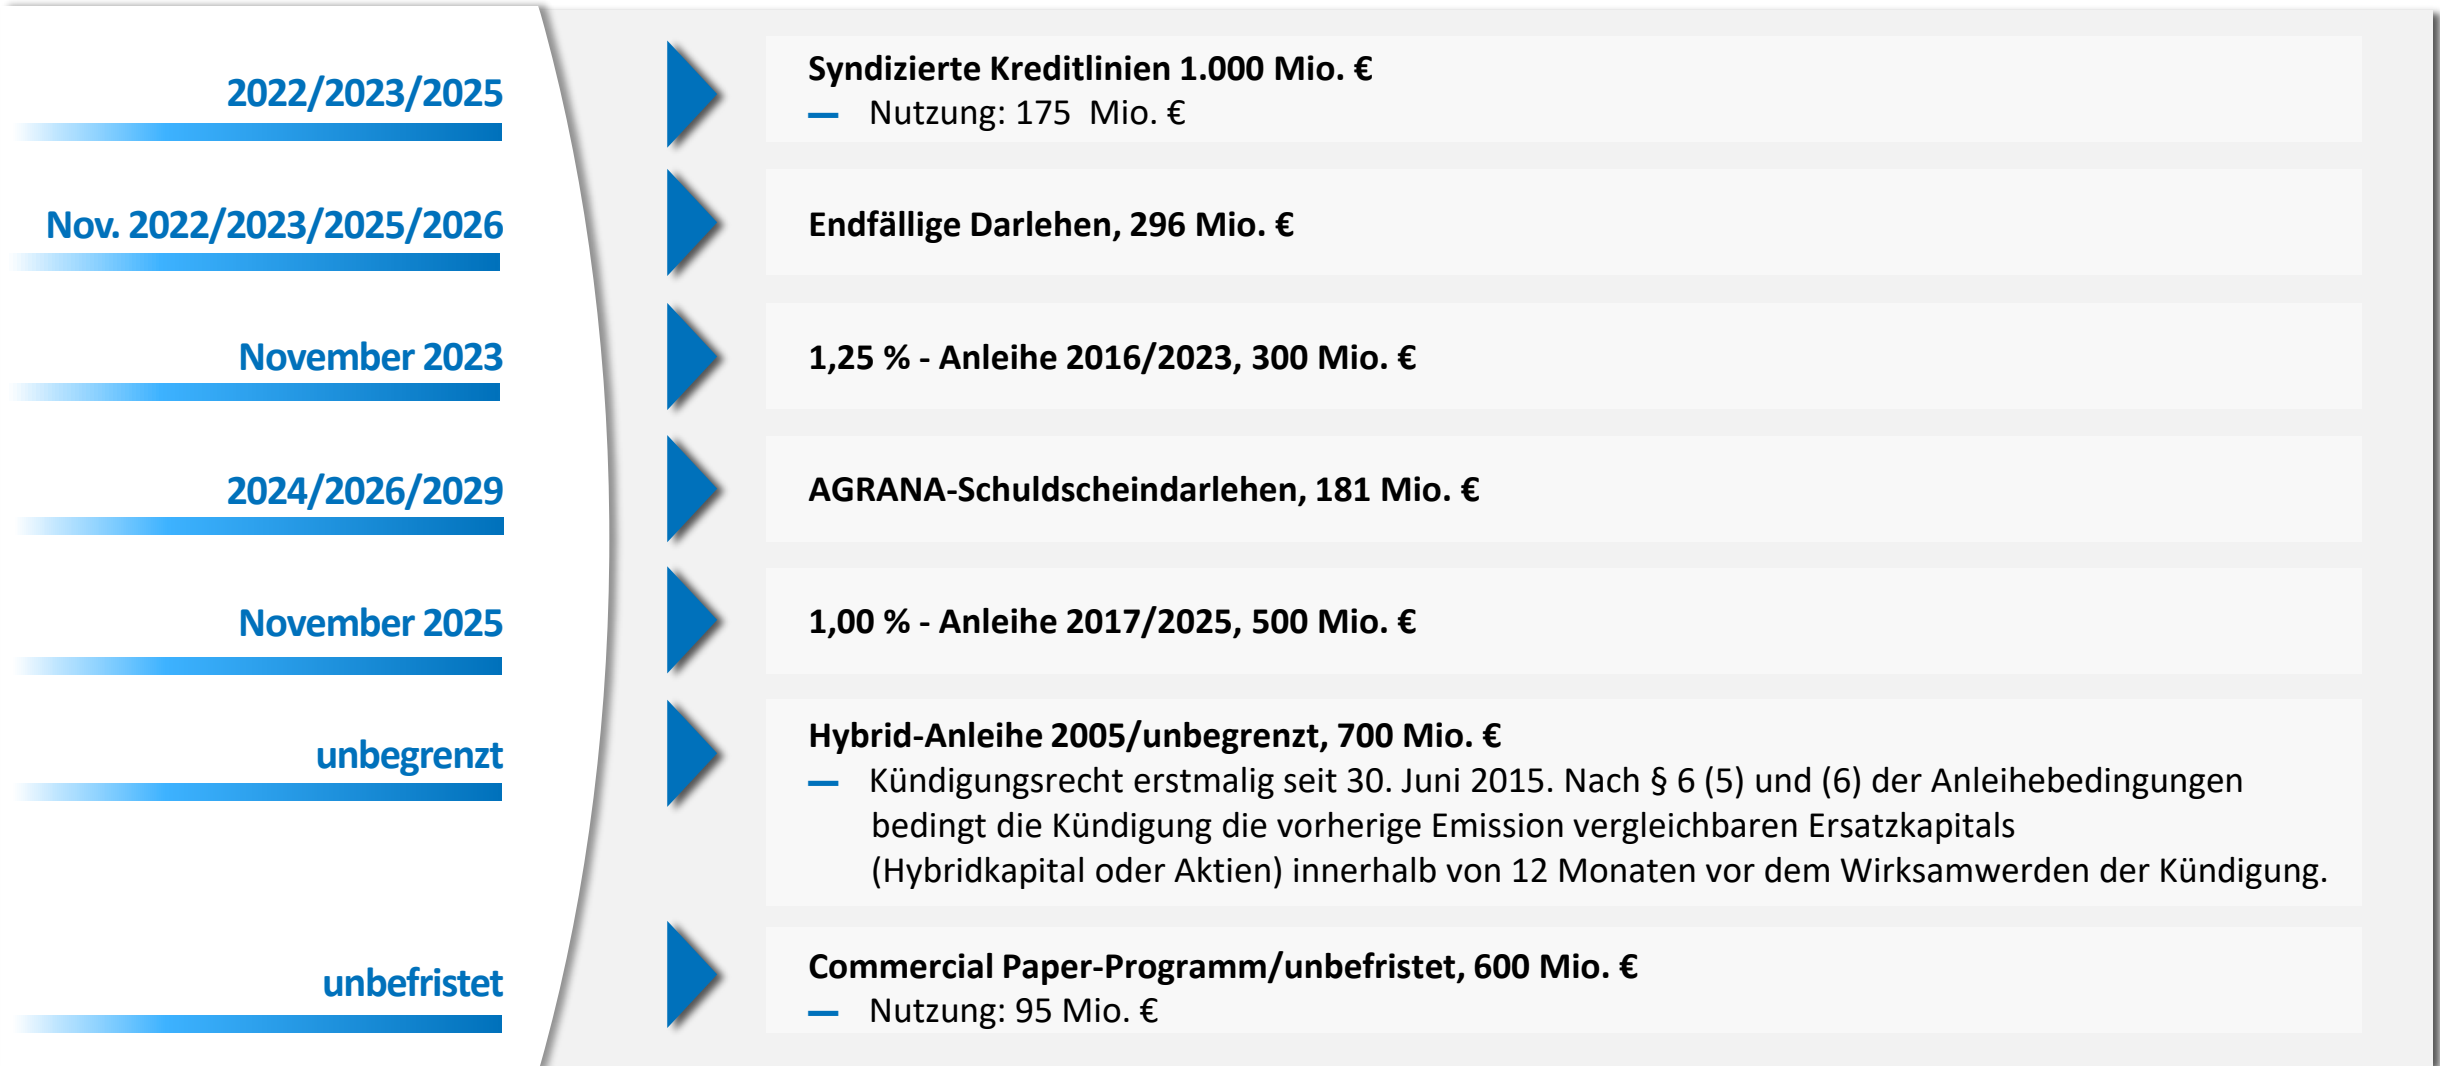 2022/2023/2025
Syndizierte Kreditlinien 1.000 Mio. €
— Nutzung: 175 Mio. €
Nov. 2022/2023/2025/2026
Endfällige Darlehen, 296 Mio. €
November 2023
1,25 % - Anleihe 2016/2023, 300 Mio. €
2024/2026/2029
AGRANA-Schuldscheindarlehen, 181 Mio. €
November 2025
1,00 % - Anleihe 2017/2025, 500 Mio. €
unbegrenzt
Hybrid-Anleihe 2005/unbegrenzt, 700 Mio. €
— Kündigungsrecht erstmalig seit 30. Juni 2015. Nach § 6 (5) und (6) der Anleihebedingungen
bedingt die Kündigung die vorherige Emission vergleichbaren Ersatzkapitals
(Hybridkapital oder Aktien) innerhalb von 12 Monaten vor dem Wirksamwerden der Kündigung.
unbefristet
Commercial Paper-Programm/unbefristet, 600 Mio. €
— Nutzung: 95 Mio. €